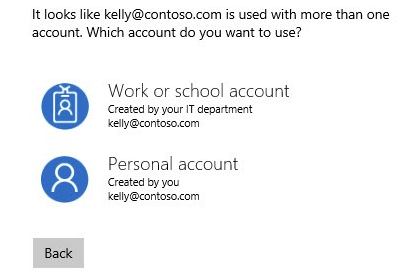 It looks like kelly@contoso.com is used with more than one
account. Which account do you want to use?
Work or school account
Created by your IT department
kelly@contoso.com
Personal account
Created by you
kelly@contoso.com
Back